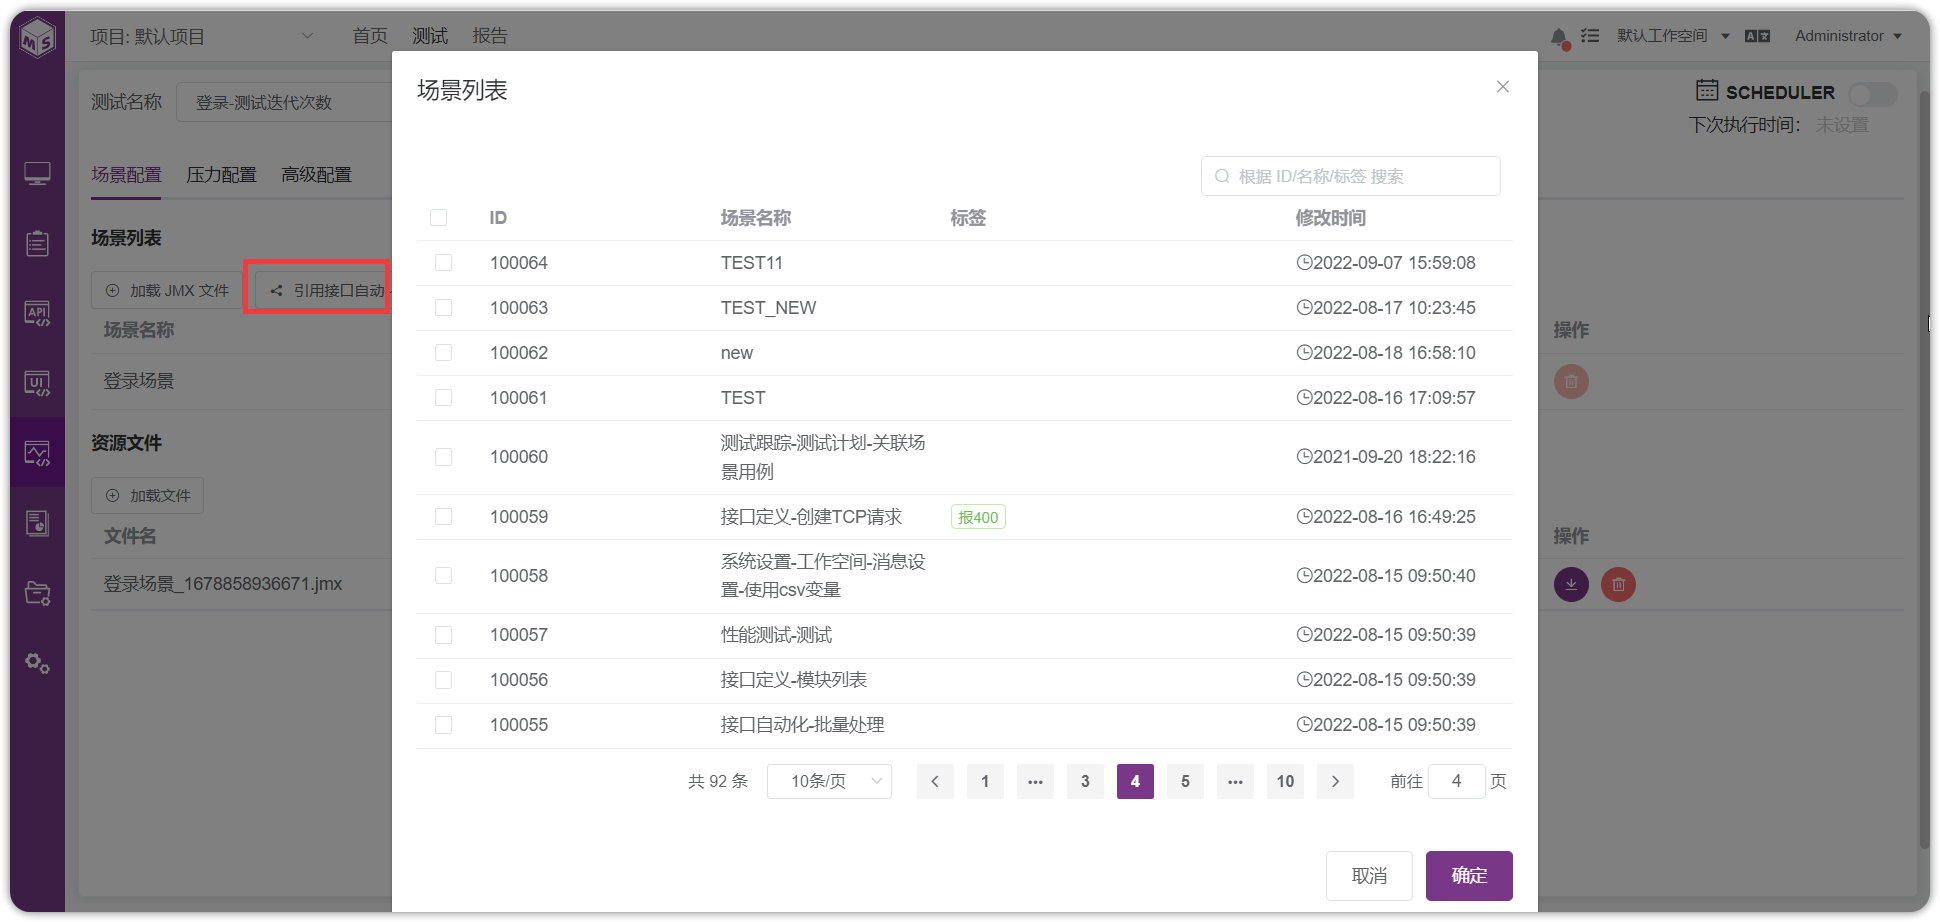 MS
项目: 默认项目
首页 测试 报告
默认工作空间
Administrator
测试名称
登录-测试迭代次数
SCHEDULER
下次执行时间：
未设置
场景配置 压力配置 高级配置
场景列表
加载 JMX 文件
引用接口自动
场景名称
操作
登录场景
资源文件
加载文件
文件名
操作
登录场景_1678858936671.jmx
API
UI
场景列表
根据 ID/名称/标签 搜索
ID 场景名称 标签 修改时间
100064 TEST11 2022-09-07 15:59:08
100063 TEST_NEW 2022-08-17 10:23:45
100062 new 2022-08-18 16:58:10
100061 TEST 2022-08-16 17:09:57
100060 测试跟踪-测试计划-关联场 2021-09-20 18:22:16
景用例
100059 接口定义-创建TCP请求 报400 2022-08-16 16:49:25
100058 系统设置-工作空间-消息设 2022-08-15 09:50:40
置-使用csv变量
100057 性能测试-测试 2022-08-15 09:50:39
100056 接口定义-模块列表 2022-08-15 09:50:39
100055 接口自动化-批量处理 2022-08-15 09:50:39
共 92 条 10条/页 1 ••• 3 4 5 ••• 10 前往 4 页
取消 确定